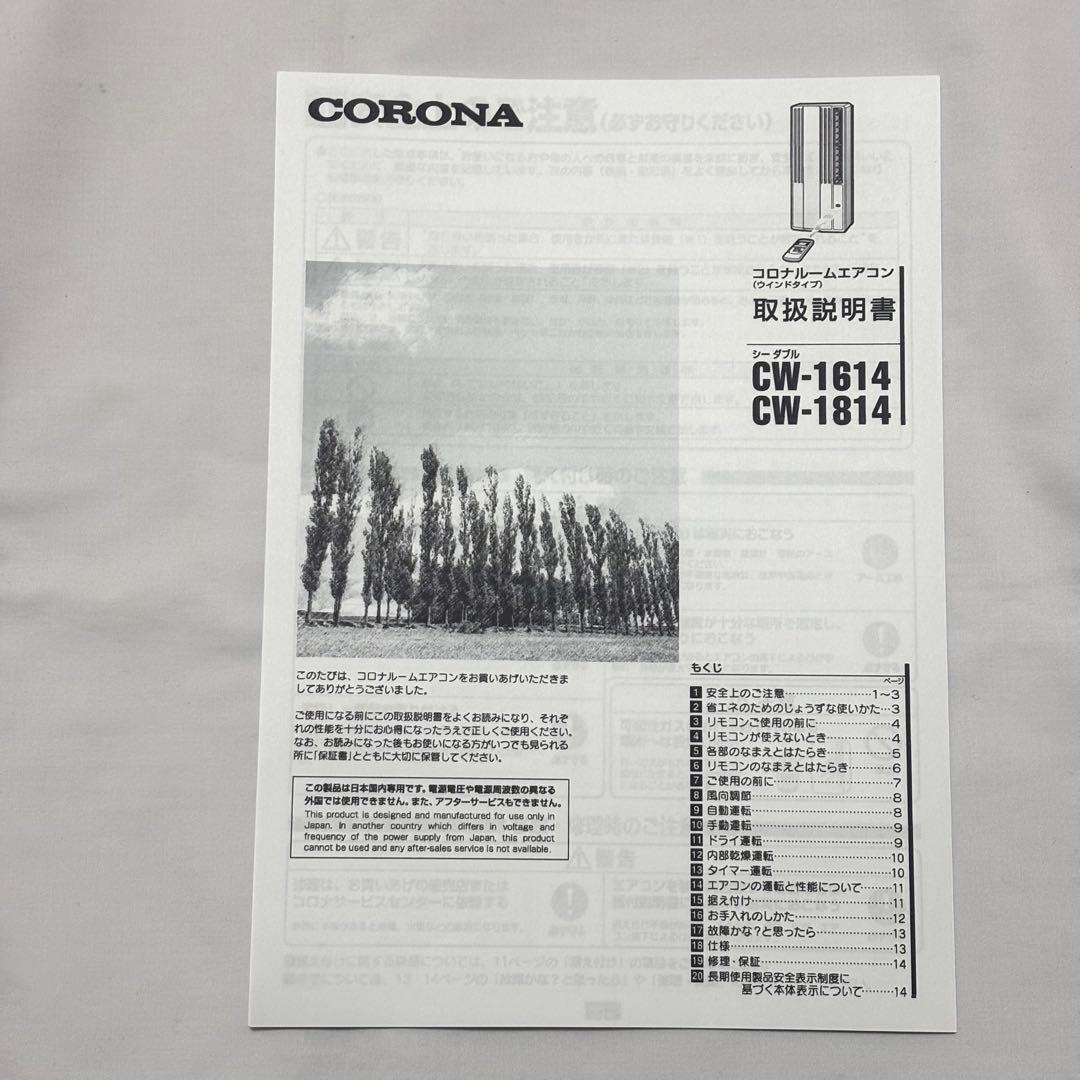 CORONA
コロナルームエアコン
(ウインドタイプ)
取扱説明書
シー ダブル
CW-1614
CW-1814
このたびは、コロナルームエアコンをお買いあげいただきま
してありがとうございました。
ご使用になる前にこの取扱説明書をよくお読みになり、それぞ
れの性能を十分にお心得になったうえで正しくご使用ください。
なお、お読みになった後もお使いになる方がいつでも見られる
所に「保証書」とともに大切に保管してください。
この製品は日本国内専用です。電源電圧や電源周波数の異なる
外国では使用できません。また、アフターサービスもできません。
This product is designed and manufactured for use only in
Japan. In another country which differs in voltage and
frequency of the power supply from Japan, this product
cannot be used and any after-sales service is not available.
もくじ
ページ
1 安全上のご注意………………………1〜3
2 省エネのためのじょうずな使いかた…3
3 リモコンご使用の前に…………………4
4 リモコンが使えないとき………………4
5 各部のなまえとはたらき………………5
6 リモコンのなまえとはたらき…………6
7 ご使用の前に……………………………7
8 風向調節…………………………………8
9 自動運転…………………………………8
10 手動運転…………………………………9
11 ドライ運転………………………………9
12 内部乾燥運転……………………………10
13 タイマー運転……………………………10
14 エアコンの運転と性能について………11
15 据え付け…………………………………11
16 お手入れのしかた………………………12
17 故障かな?と思ったら…………………13
18 仕様………………………………………13
19 修理・保証………………………………14
20 長期使用製品安全表示制度に
基づく本体表示について………14